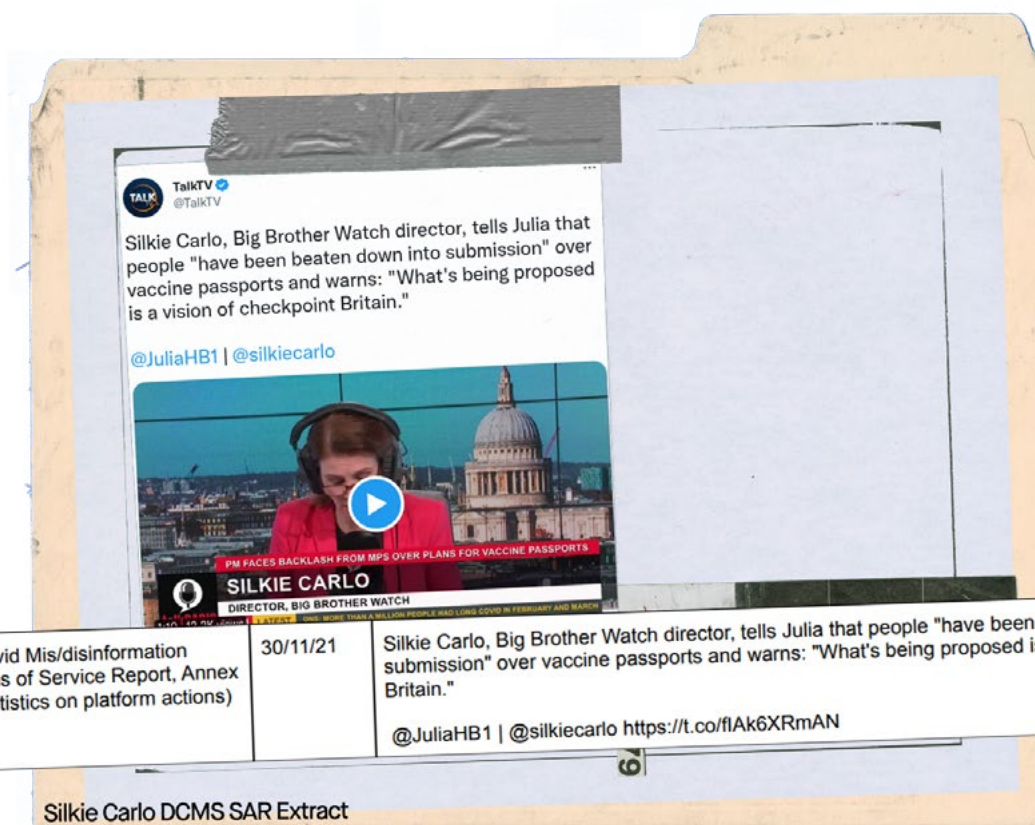 TALK
TalkTV
@TalkTV
Silkie Carlo, Big Brother Watch director, tells Julia that
people "have been beaten down into submission" over
vaccine passports and warns: "What's being proposed
is a vision of checkpoint Britain."
@JuliaHB1 | @silkiecarlo
PM FACES BACKLASH FROM MPS OVER PLANS FOR VACCINE PASSPORTS
SILKIE CARLO
DIRECTOR, BIG BROTHER WATCH
LATEST ONS: MORE THAN A MILLION PEOPLE HAD LONG COVID IN FEBRUARY AND MARCH
vid Mis/disinformation
s of Service Report, Annex
tistics on platform actions)
30/11/21
Silkie Carlo, Big Brother Watch director, tells Julia that people "have been
submission" over vaccine passports and warns: "What's being proposed is
Britain."
@JuliaHB1 | @silkiecarlo
Silkie Carlo DCMS SAR Extract